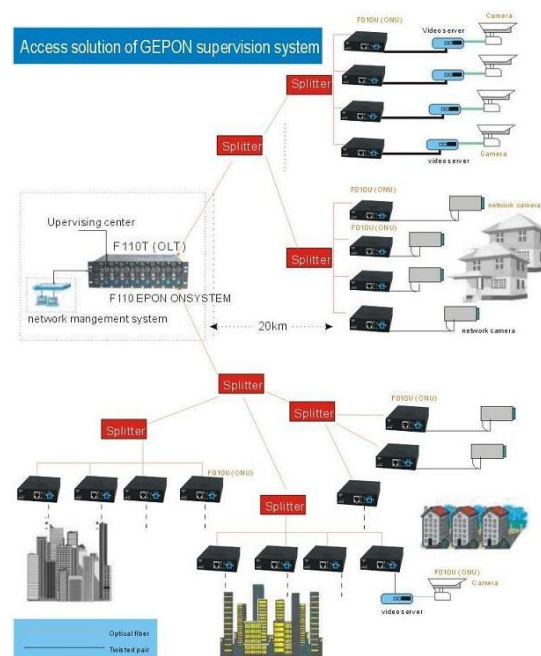 Access solution of GEPON supervision system
F010U (ONU)
Video server
Camera
Splitter
Splitter
video server
Camera
F010U (ONU)
network camera
F010U (ONU)
Splitter
network camera
Upervising center
F110T (OLT)
F110 EPON ONSYSTEM
network mangement system
20km
Splitter
Splitter
Splitter
F010U (ONU)
F010U (ONU)
Splitter
F010U (ONU)
Camera
video server
Optical fiber
Twisted pair